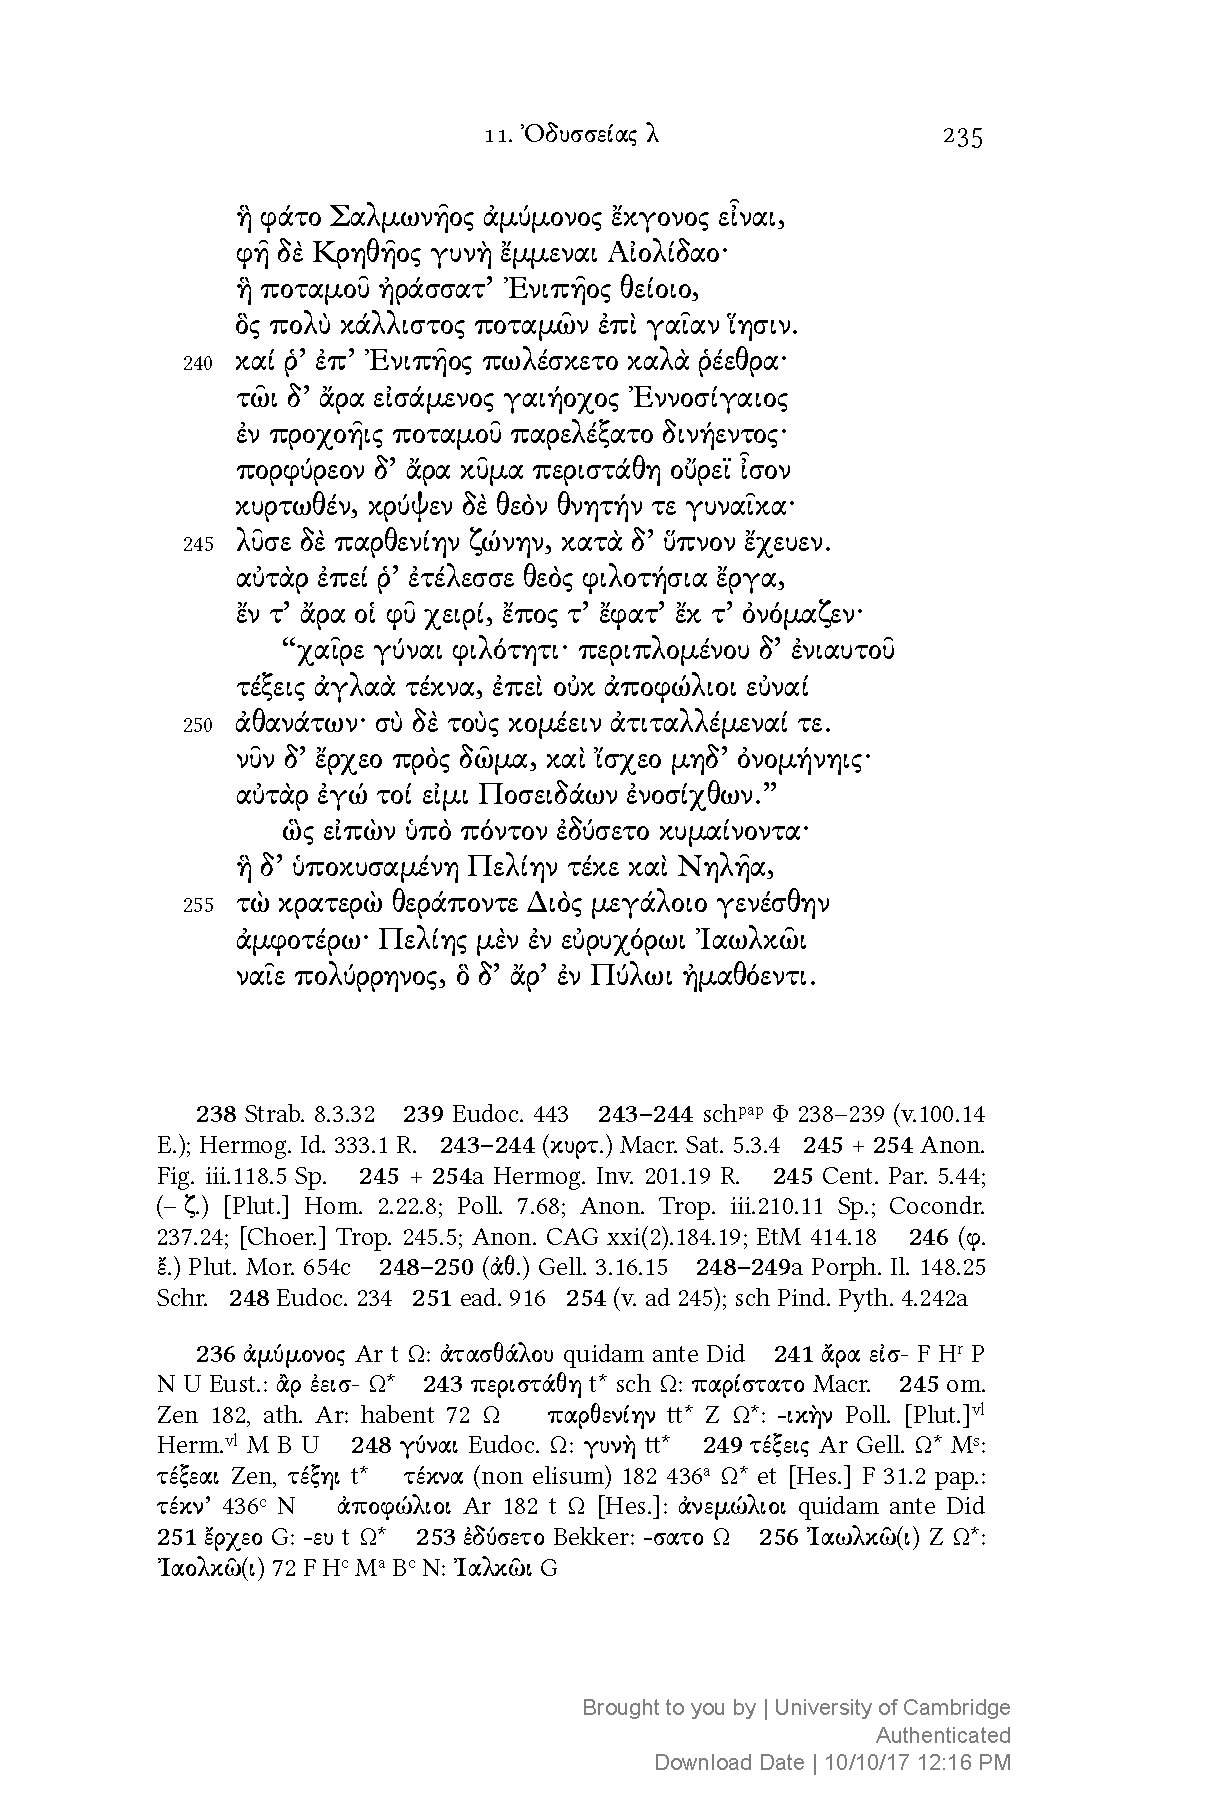 11. Ὀδυσσείας λ 235
ἣ φάτο Σαλμωνῆος ἀμύμονος ἔκγονος εἶναι,
φῆ δὲ Κρηθῆος γυνὴ ἔμμεναι Αἰολίδαο·
ἣ ποταμοῦ ἠράσσατ’ Ἐνιπῆος θείοιο,
ὃς πολὺ κάλλιστος ποταμῶν ἐπὶ γαῖαν ἵησιν.
240 καί ῥ’ ἐπ’ Ἐνιπῆος πωλέσκετο καλὰ ῥέεθρα·
τῶι δ’ ἄρα εἰσάμενος γαιήοχος Ἐννοσίγαιος
ἐν προχοῆις ποταμοῦ παρελέξατο δινήεντος·
πορφύρεον δ’ ἄρα κῦμα περιστάθη οὔρεϊ ἶσον
κυρτωθέν, κρύψεν δὲ θεὸν θνητήν τε γυναῖκα·
245 λῦσε δὲ παρθενίην ζώνην, κατὰ δ’ ὕπνον ἔχευεν.
αὐτὰρ ἐπεί ῥ’ ἐτέλεσσε θεὸς φιλοτήσια ἔργα,
ἔν τ’ ἄρα οἱ φῦ χειρί, ἔπος τ’ ἔφατ’ ἔκ τ’ ὀνόμαζεν·
“χαῖρε γύναι φιλότητι· περιπλομένου δ’ ἐνιαυτοῦ
τέξεις ἀγλαὰ τέκνα, ἐπεὶ οὐκ ἀποφώλιοι εὐναί
250 ἀθανάτων· σὺ δὲ τοὺς κομέειν ἀτιταλλέμεναί τε.
νῦν δ’ ἔρχεο πρὸς δῶμα, καὶ ἴσχεο μηδ’ ὀνομήνηις·
αὐτὰρ ἐγώ τοί εἰμι Ποσειδάων ἐνοσίχθων.”
ὣς εἰπὼν ὑπὸ πόντον ἐδύσετο κυμαίνοντα·
ἣ δ’ ὑποκυσαμένη Πελίην τέκε καὶ Νηλῆα,
255 τὼ κρατερὼ θεράποντε Διὸς μεγάλοιο γενέσθην
ἀμφοτέρω· Πελίης μὲν ἐν εὐρυχόρωι Ἰαωλκῶι
ναῖε πολύρρηνος, ὃ δ’ ἄρ’ ἐν Πύλωι ἠμαθόεντι.
238 Strab. 8.3.32 239 Eudoc. 443 243–244 schᵖᵃᵖ Φ 238–239 (v.100.14
E.); Hermog. Id. 333.1 R. 243–244 (κυρτ.) Macr. Sat. 5.3.4 245 + 254 Anon.
Fig. iii.118.5 Sp. 245 + 254a Hermog. Inv. 201.19 R. 245 Cent. Par. 5.44;
(– ζ.) [Plut.] Hom. 2.22.8; Poll. 7.68; Anon. Trop. iii.210.11 Sp.; Cocondr.
237.24; [Choer.] Trop. 245.5; Anon. CAG xxi(2).184.19; EtM 414.18 246 (φ.
ἔ.) Plut. Mor. 654c 248–250 (ἀθ.) Gell. 3.16.15 248–249a Porph. Il. 148.25
Schr. 248 Eudoc. 234 251 ead. 916 254 (v. ad 245); sch Pind. Pyth. 4.242a
236 ἀμύμονος Ar t Ω: ἀτασθάλου quidam ante Did 241 ἄρα εἰσ- F Hʳ P
N U Eust.: ἂρ ἐεισ- Ω* 243 περιστάθη t* sch Ω: παρίστατο Macr. 245 om.
Zen 182, ath. Ar: habent 72 Ω παρθενίην tt* Z Ω*: -ικὴν Poll. [Plut.]ᵛˡ
Herm.ᵛˡ M B U 248 γύναι Eudoc. Ω: γυνὴ tt* 249 τέξεις Ar Gell. Ω* Mˢ:
τέξεαι Zen, τέξηι t* τέκνα (non elisum) 182 436ᵃ Ω* et [Hes.] F 31.2 pap.:
τέκν’ 436ᶜ N ἀποφώλιοι Ar 182 t Ω [Hes.]: ἀνεμώλιοι quidam ante Did
251 ἔρχεο G: -ευ t Ω* 253 ἐδύσετο Bekker: -σατο Ω 256 Ἰαωλκῶ(ι) Z Ω*:
Ἰαολκῶ(ι) 72 F Hᶜ Mᵃ Bᶜ N: Ἰαλκῶι G
Brought to you by | University of Cambridge
Authenticated
Download Date | 10/10/17 12:16 PM